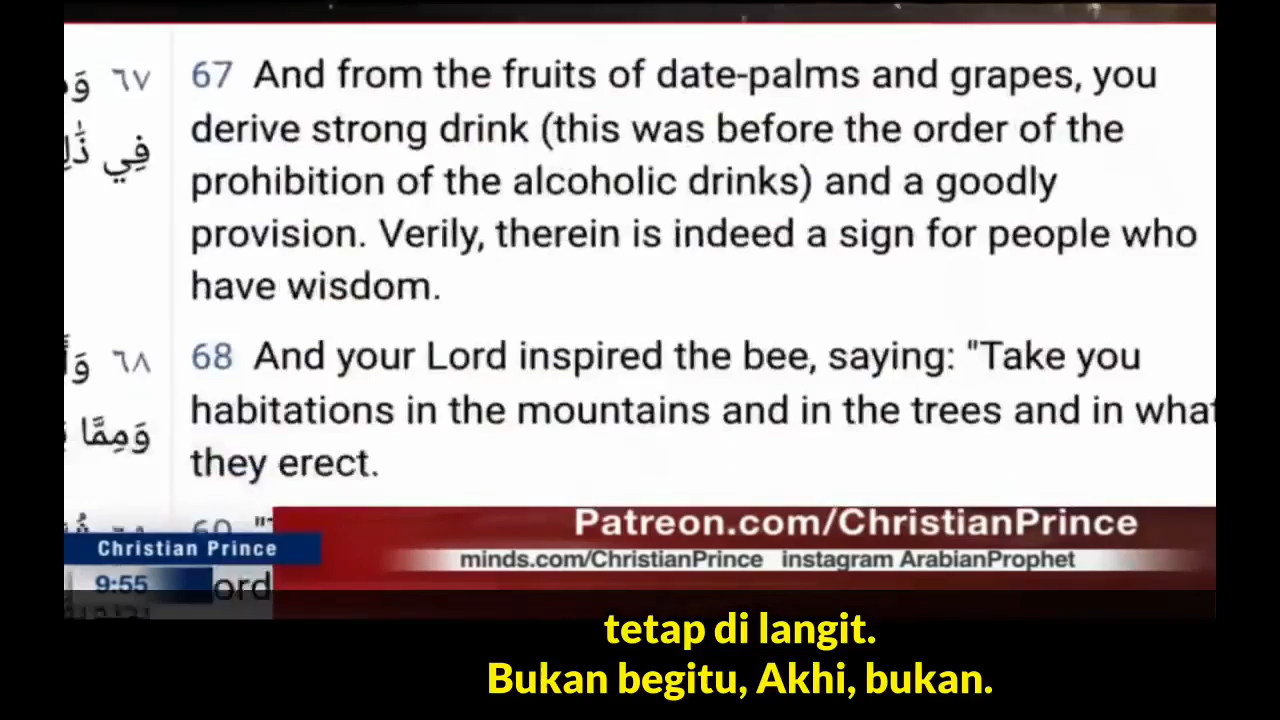 ٦٧
67 And from the fruits of date-palms and grapes, you
derive strong drink (this was before the order of the
فِي
prohibition of the alcoholic drinks) and a goodly
provision. Verily, therein is indeed a sign for people who
have wisdom.
٦٨
68 And your Lord inspired the bee, saying: "Take you
habitations in the mountains and in the trees and in what
وَمِمَّا
they erect.
Patreon.com/ChristianPrince
Christian Prince
minds.com/ChristianPrince instagram ArabianProphet
9:55
tetap di langit.
Bukan begitu, Akhi, bukan.